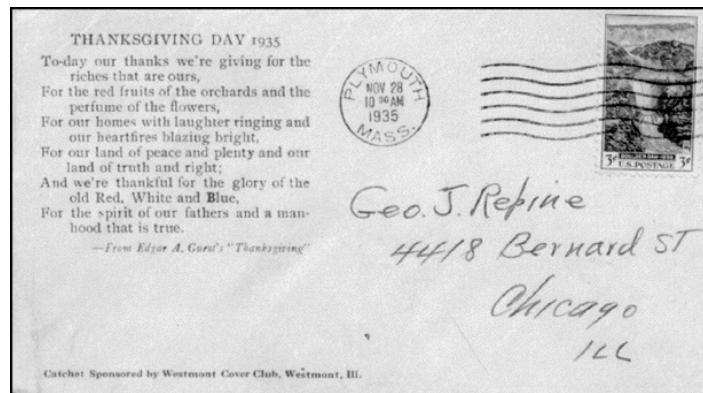 THANKSGIVING DAY 1935
To-day our thanks we're giving for the
riches that are ours,
For the red fruits of the orchards and the
perfume of the flowers,
For our homes with laughter ringing and
our heartfires blazing bright,
For our land of peace and plenty and our
land of truth and right;
And we're thankful for the glory of the
old Red, White and Blue,
For the spirit of our fathers and a man-
hood that is true.
—From Edgar A. Guest's "Thanksgiving"
PLYMOUTH
NOV 28
10 30 AM
1935
MASS.
BOULDER DAM·1935
3¢ U.S. POSTAGE 3¢
Geo. J. Repine
4418 Bernard ST
Chicago
ILL
Catchet Sponsored by Westmont Cover Club, Westmont, Ill.